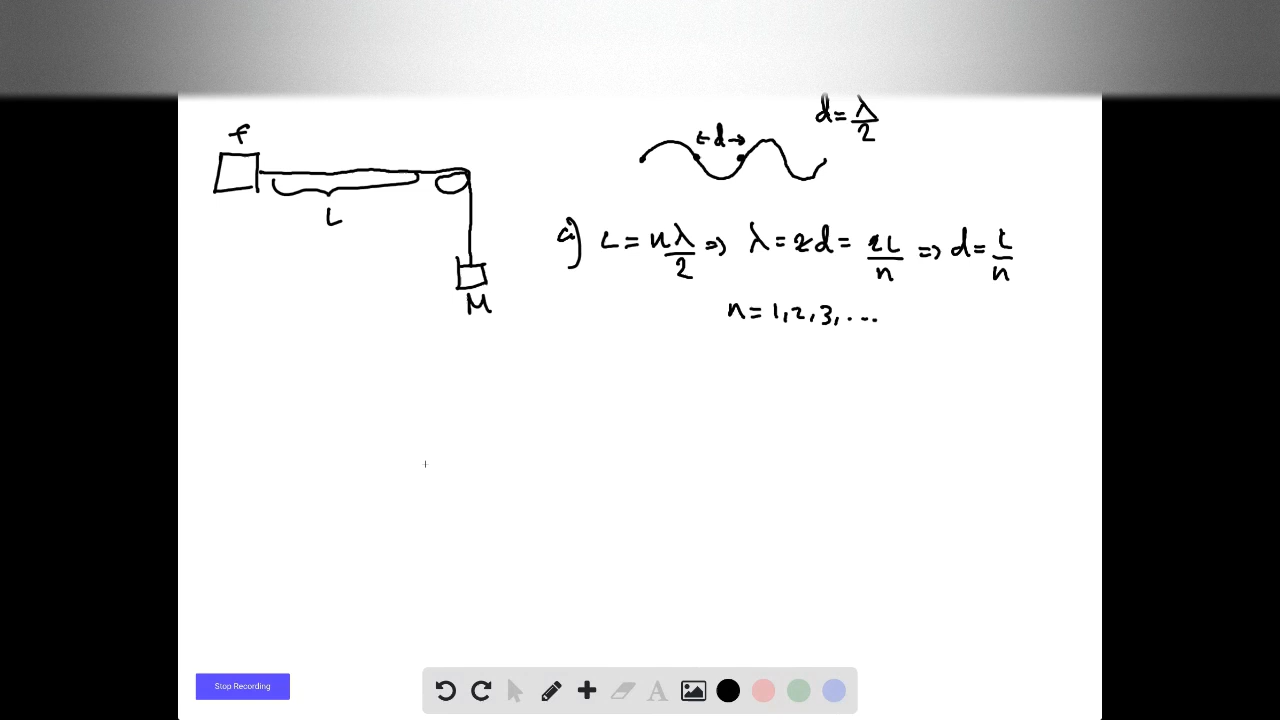 f
L
M
←d→
d = λ/2
a) L = nλ/2 ⇒ λ = 2d = 2L/n ⇒ d = L/n
n = 1, 2, 3, ...
Stop Recording
A